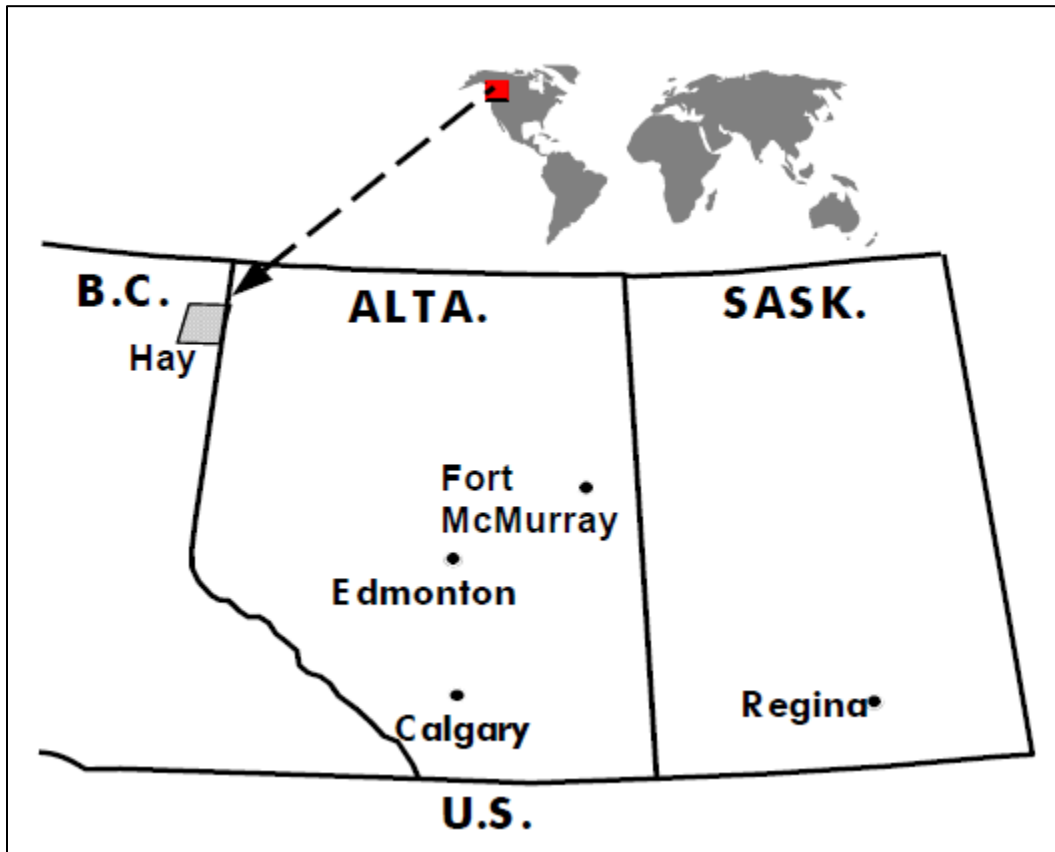 B.C.
ALTA.
SASK.
Hay
Fort
McMurray
Edmonton
Calgary
Regina
U.S.